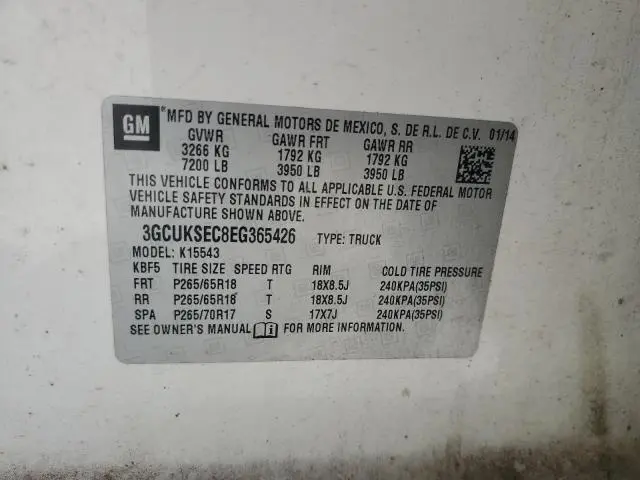 GM ®MFD BY GENERAL MOTORS DE MEXICO, S. DE R.L. DE C.V. 01/14
GVWR GAWR FRT GAWR RR
3266 KG 1792 KG 1792 KG
7200 LB 3950 LB 3950 LB
THIS VEHICLE CONFORMS TO ALL APPLICABLE U.S. FEDERAL MOTOR
VEHICLE SAFETY STANDARDS IN EFFECT ON THE DATE OF
MANUFACTURE SHOWN ABOVE.
3GCUKSEC8EG365426 TYPE: TRUCK
MODEL: K15543
KBF5 TIRE SIZE SPEED RTG RIM COLD TIRE PRESSURE
FRT P265/65R18 T 18X8.5J 240KPA(35PSI)
RR P265/65R18 T 18X8.5J 240KPA(35PSI)
SPA P265/70R17 S 17X7J 240KPA(35PSI)
SEE OWNER'S MANUAL FOR MORE INFORMATION.